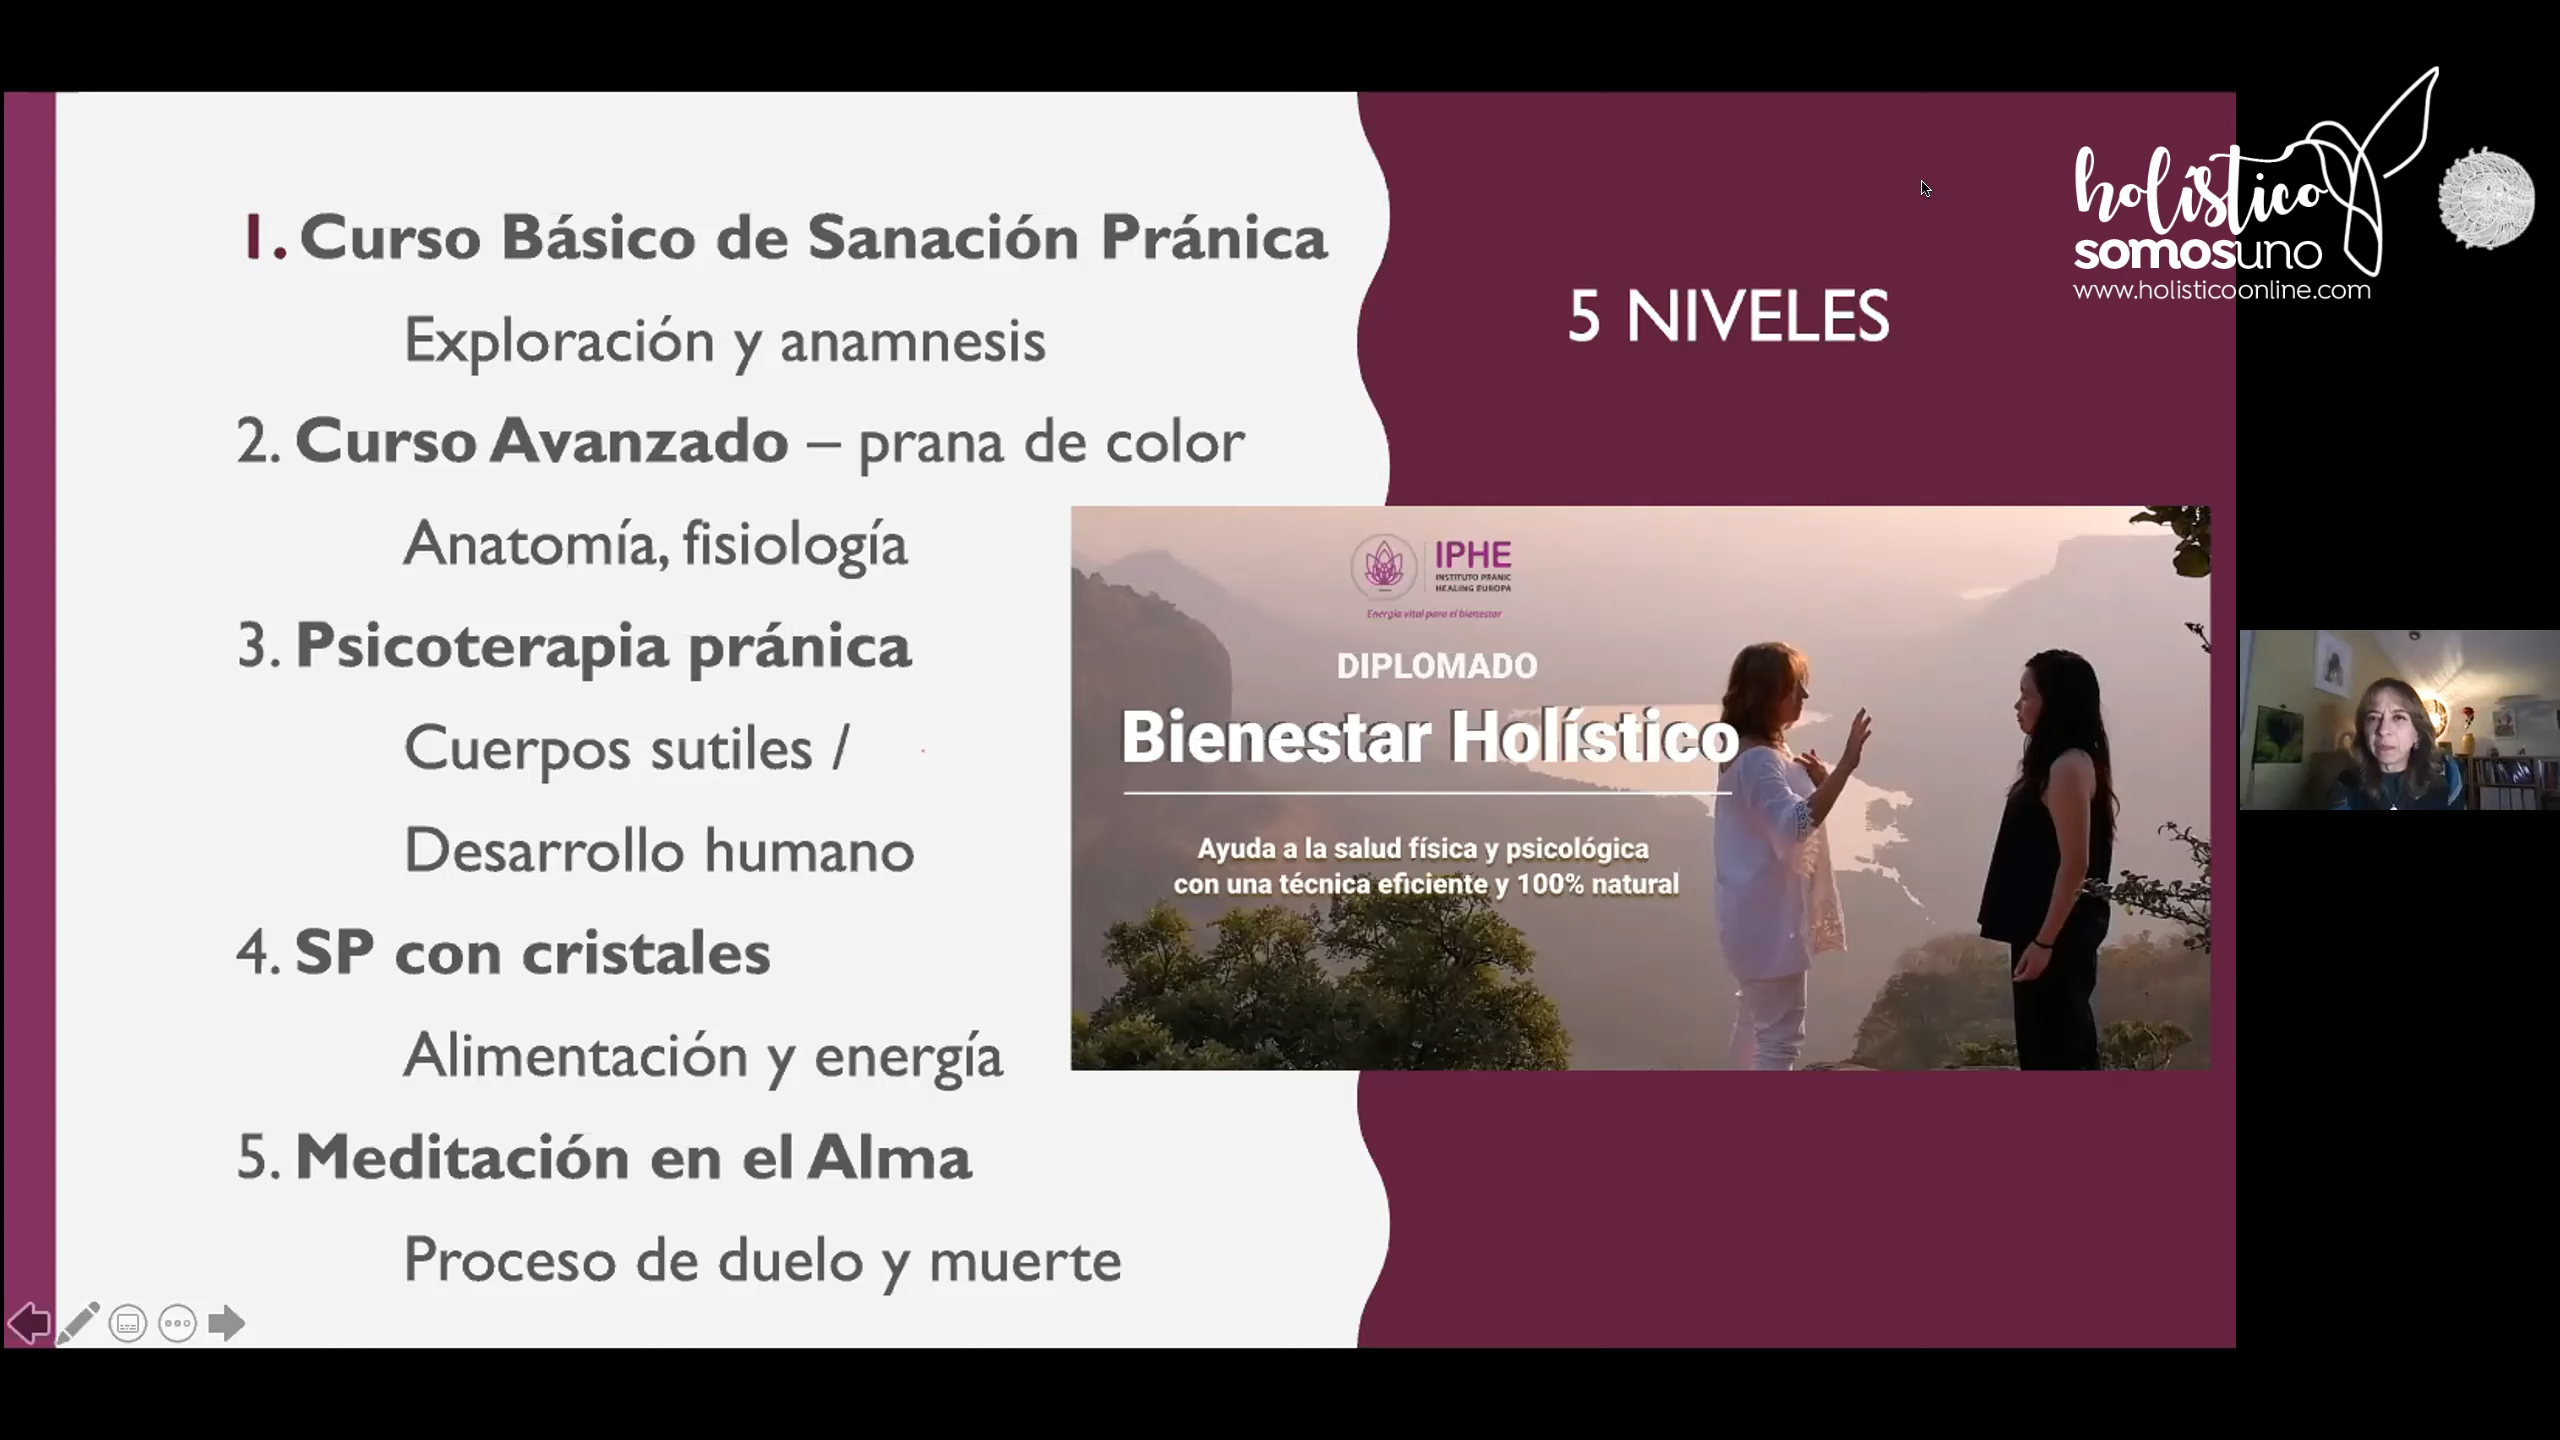 1. Curso Básico de Sanación Pránica
Exploración y anamnesis
2. Curso Avanzado – prana de color
Anatomía, fisiología
3. Psicoterapia pránica
Cuerpos sutiles /
Desarrollo humano
4. SP con cristales
Alimentación y energía
5. Meditación en el Alma
Proceso de duelo y muerte
5 NIVELES
IPHE
INSTITUTO PRANIC
HEALING EUROPA
Energía vital para el bienestar
DIPLOMADO
Bienestar Holístico
Ayuda a la salud física y psicológica
con una técnica eficiente y 100% natural
holístico
somosuno
www.holisticoonline.com